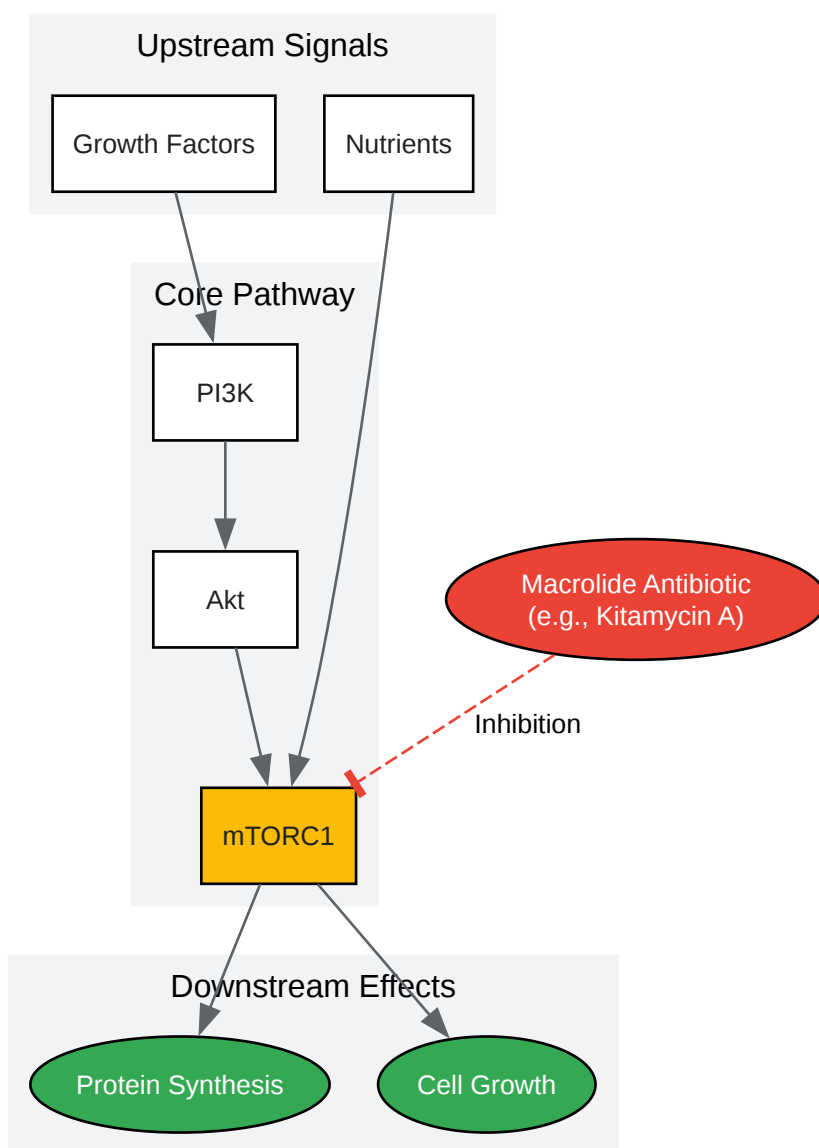 Upstream Signals
Growth Factors
Nutrients
Core Pathway
PI3K
Akt
Macrolide Antibiotic
(e.g., Kitamycin A)
Inhibition
mTORC1
Downstream Effects
Protein Synthesis
Cell Growth